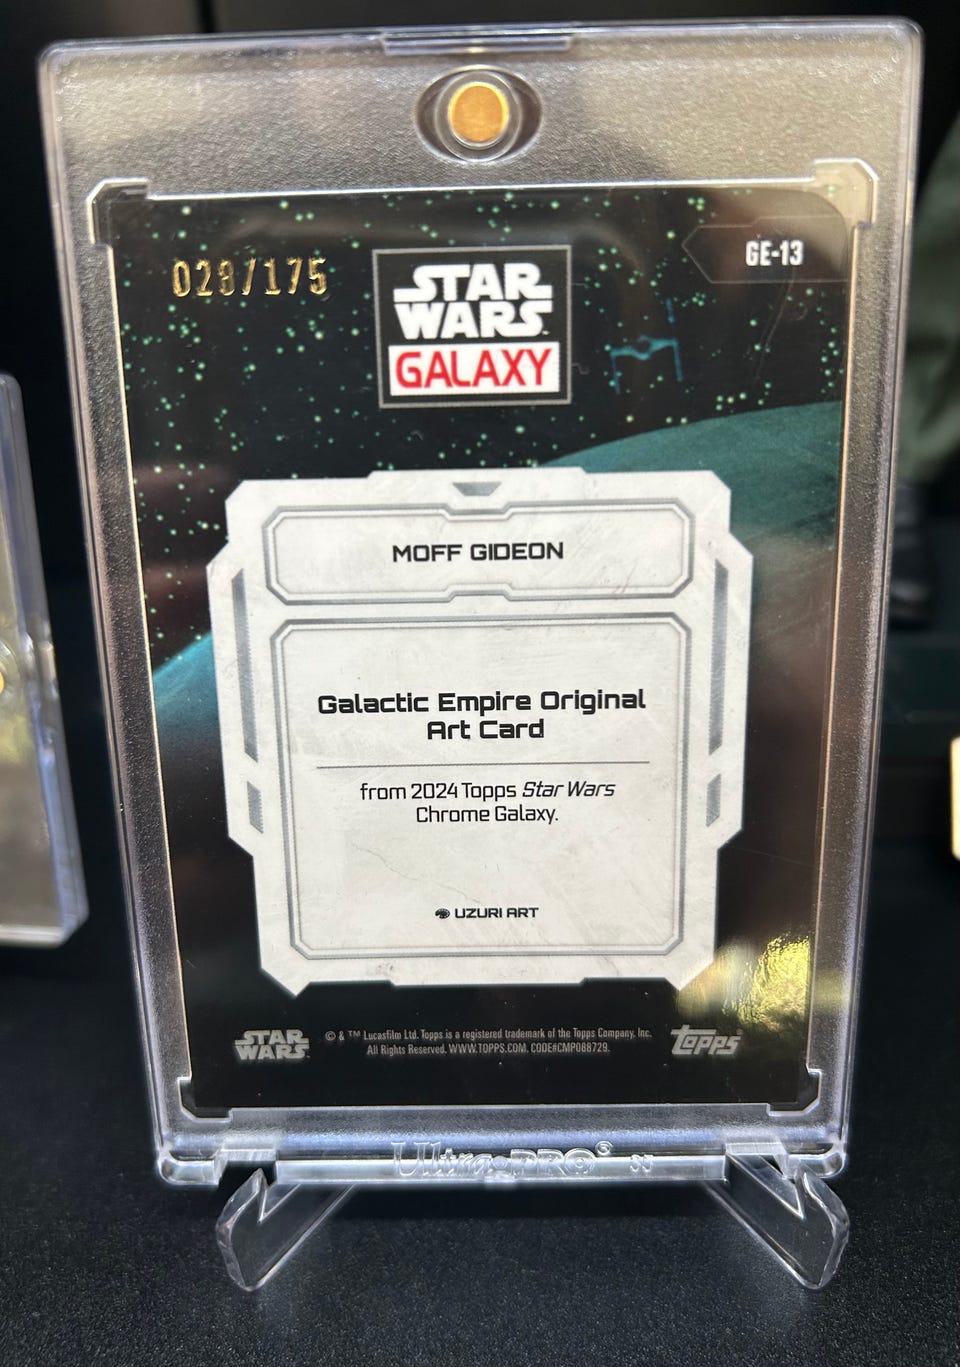 028/175
GE-13
STAR
WARS
GALAXY
MOFF GIDEON
Galactic Empire Original
Art Card
from 2024 Topps Star Wars
Chrome Galaxy.
UZURI ART
STAR
WARS
© & ™ Lucasfilm Ltd. Topps is a registered trademark of the Topps Company, Inc.
All Rights Reserved. WWW.TOPPS.COM. CODE#CMP088729.
topps
Ultra•PRO® 35